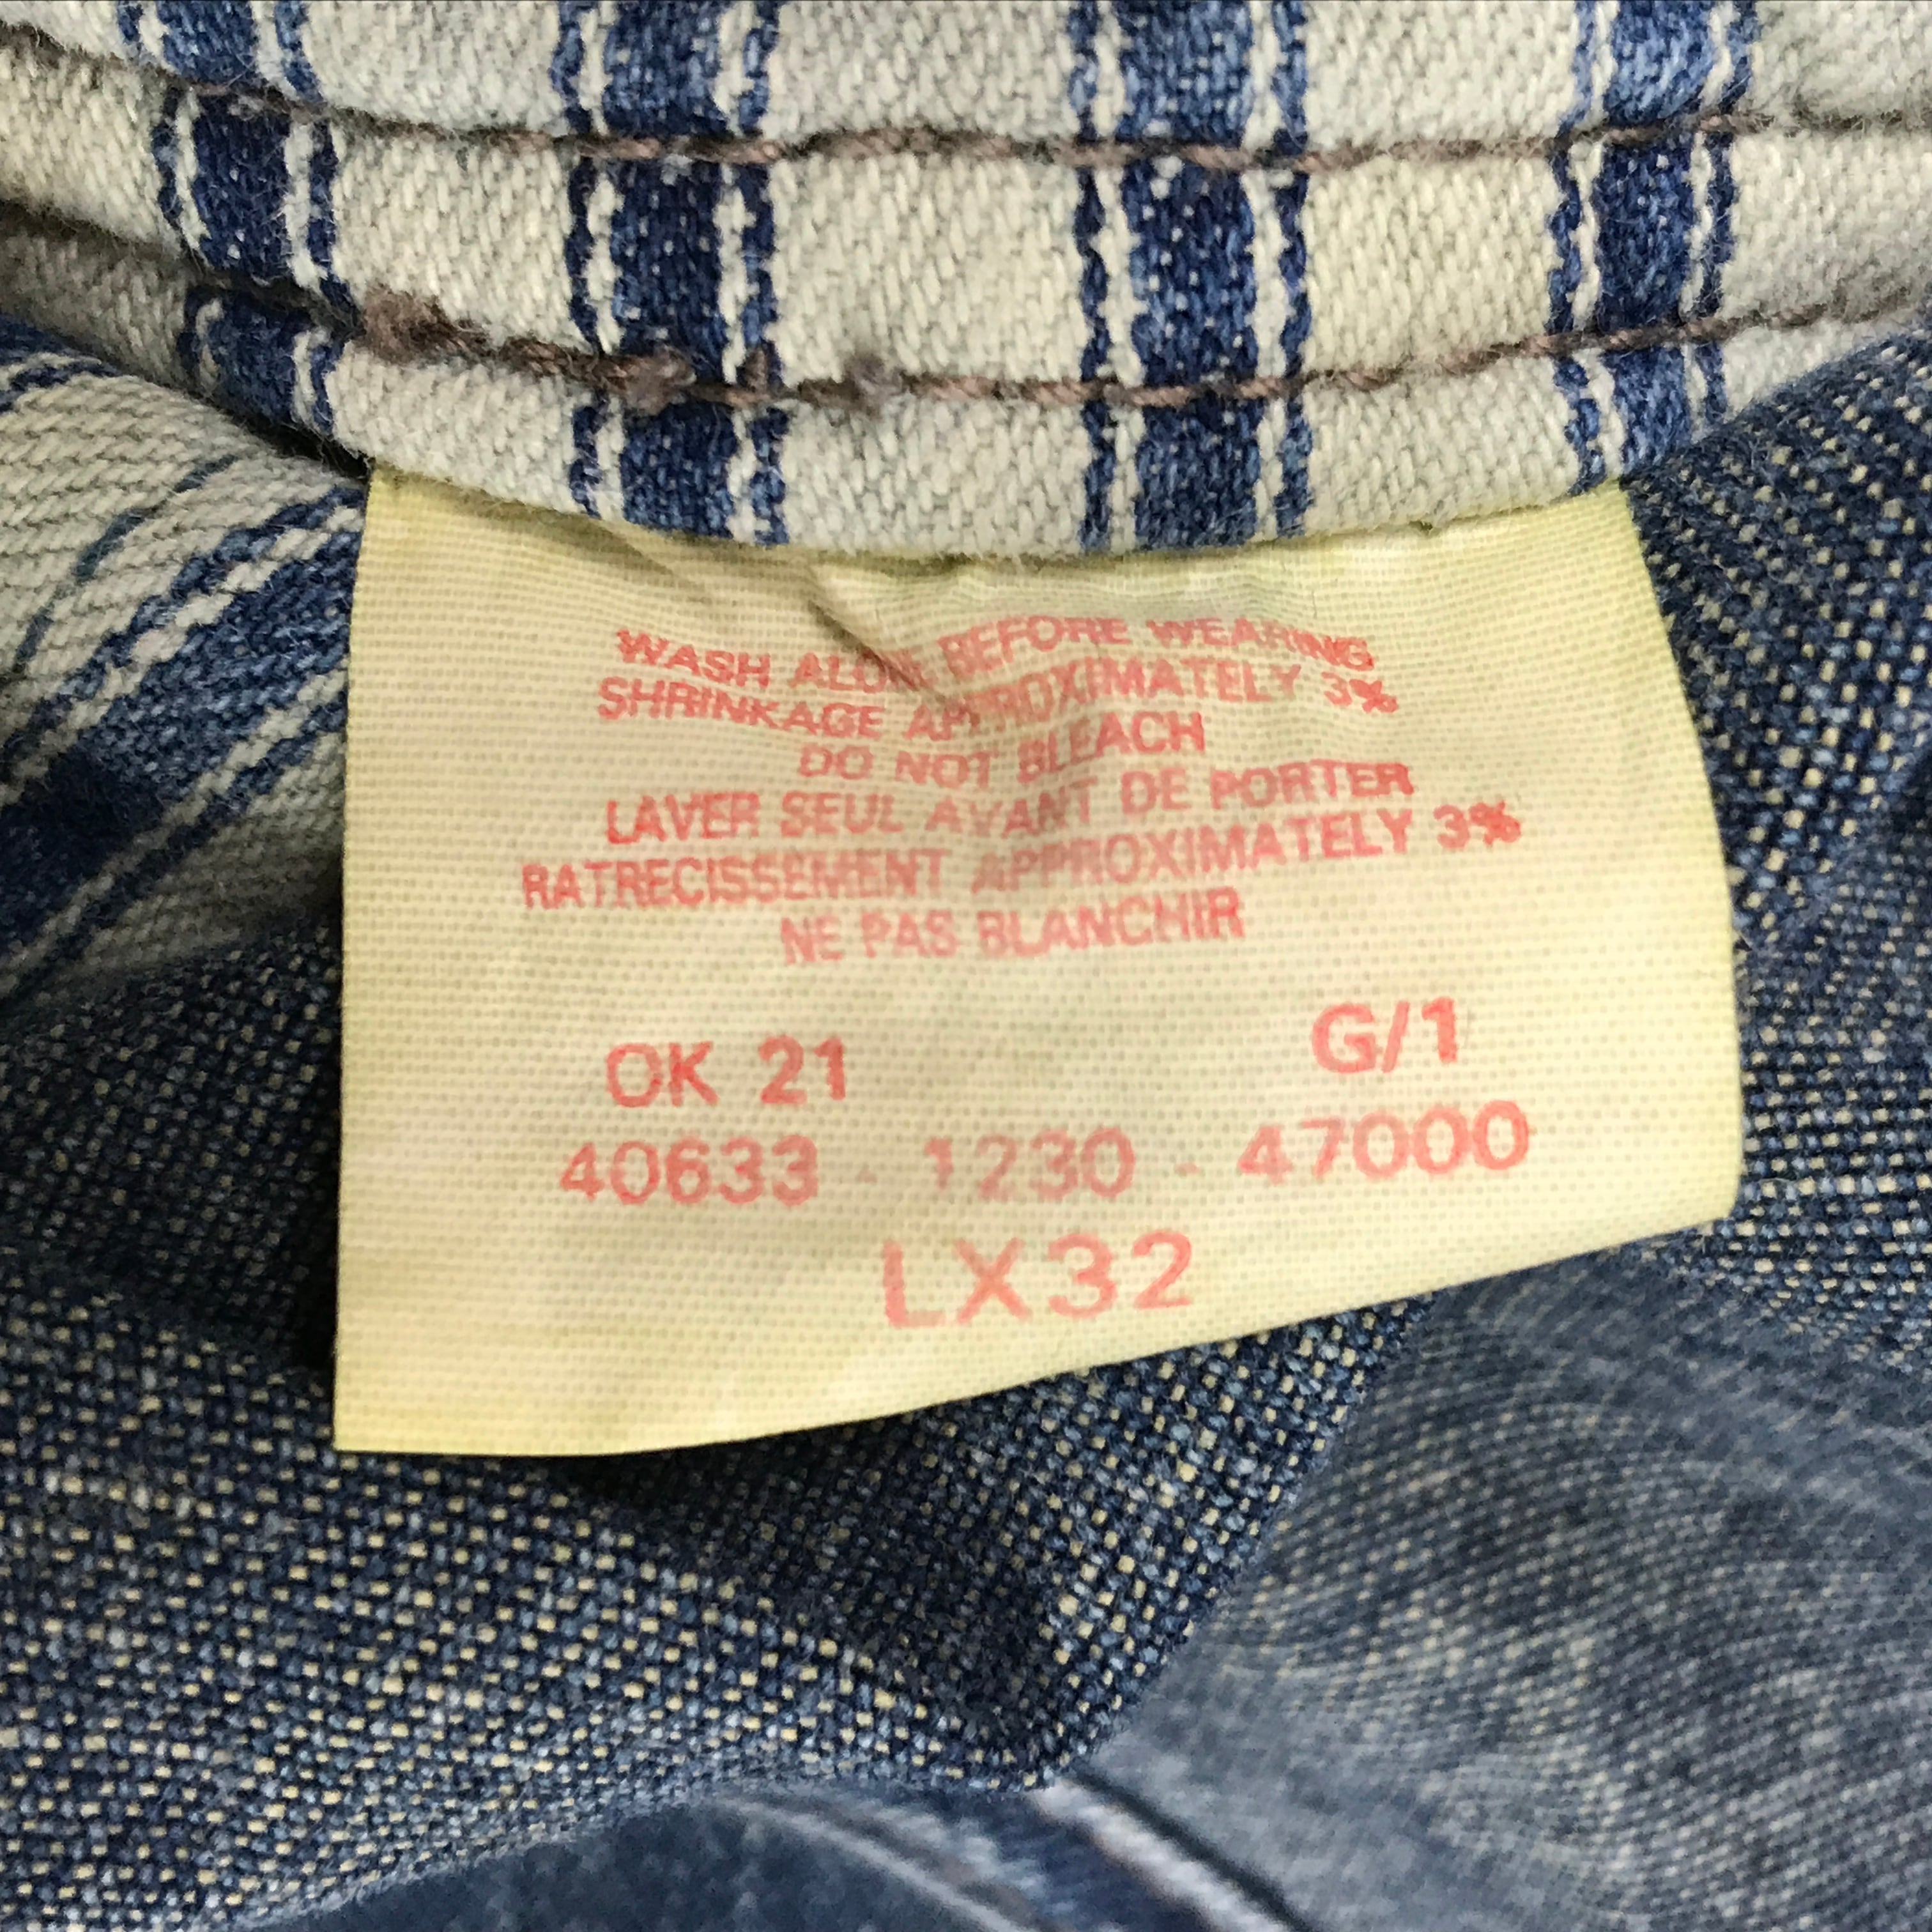 WASH ALONE BEFORE WEARING
SHRINKAGE APPROXIMATELY 3%
DO NOT BLEACH
LAVER SEUL AVANT DE PORTER
RATRECISSEMENT APPROXIMATELY 3%
NE PAS BLANCHIR
OK 21 G/1
40633 - 1230 - 47000
LX32